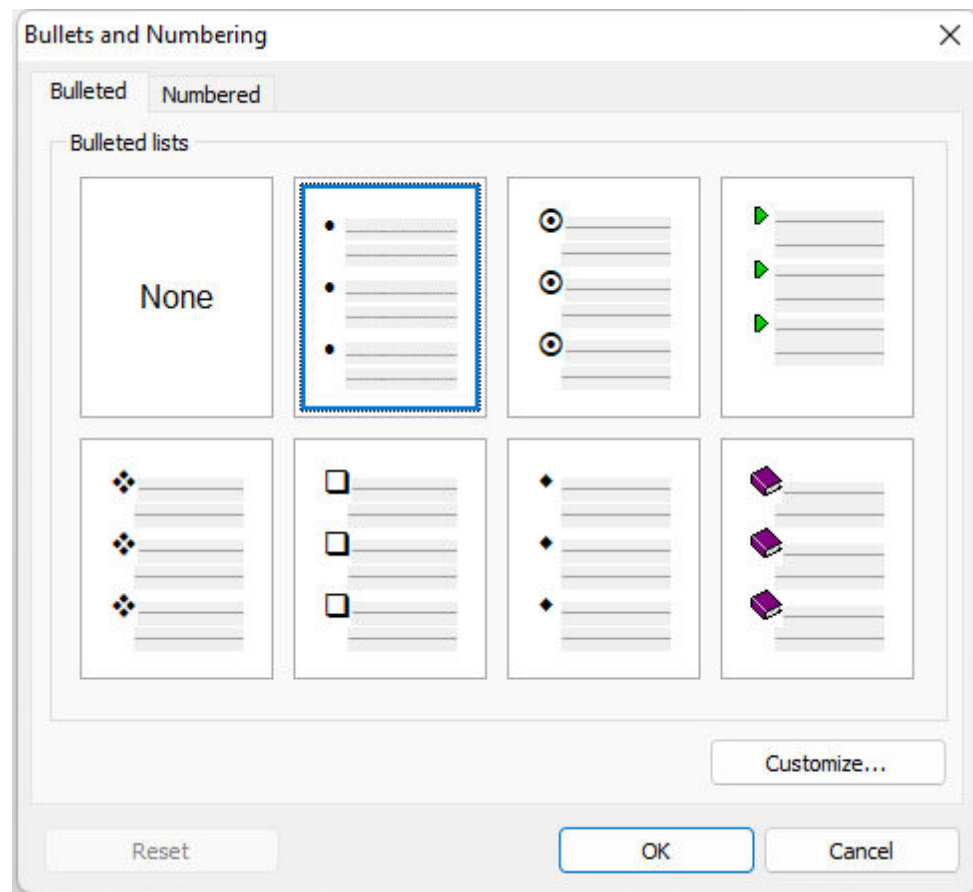 Bullets and Numbering
Bulleted Numbered
Bulleted lists
None
Customize...
Reset OK Cancel